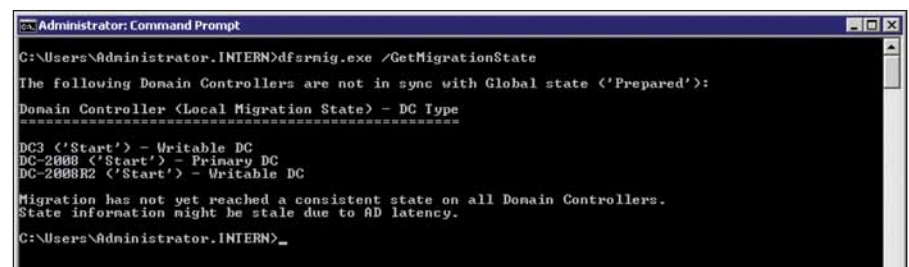 Administrator: Command Prompt
C:\Users\Administrator.INTERN>dfsrmig.exe /GetMigrationState
The following Domain Controllers are not in sync with Global state ('Prepared'):
Domain Controller (Local Migration State) - DC Type
===================================================
DC3 ('Start') - Writable DC
DC-2008 ('Start') - Primary DC
DC-2008R2 ('Start') - Writable DC
Migration has not yet reached a consistent state on all Domain Controllers.
State information might be stale due to AD latency.
C:\Users\Administrator.INTERN>_